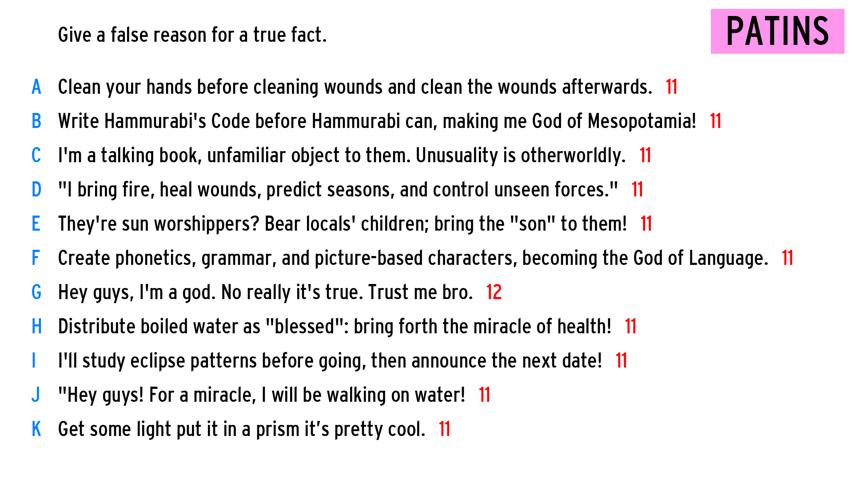 PATINS
Give a false reason for a true fact.
A Clean your hands before cleaning wounds and clean the wounds afterwards. 11
B Write Hammurabi's Code before Hammurabi can, making me God of Mesopotamia! 11
C I'm a talking book, unfamiliar object to them. Unusuality is otherworldly. 11
D "I bring fire, heal wounds, predict seasons, and control unseen forces." 11
E They're sun worshippers? Bear locals' children; bring the "son" to them! 11
F Create phonetics, grammar, and picture-based characters, becoming the God of Language. 11
G Hey guys, I'm a god. No really it's true. Trust me bro. 12
H Distribute boiled water as "blessed": bring forth the miracle of health! 11
I I'll study eclipse patterns before going, then announce the next date! 11
J "Hey guys! For a miracle, I will be walking on water! 11
K Get some light put it in a prism it’s pretty cool. 11